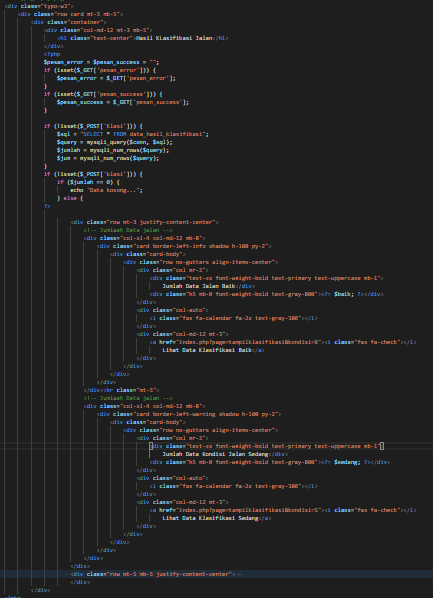 <div class="typo-w3">
<div class="row card mt-3 mb-5">
<div class="container">
<div class="col-md-12 mt-3 mb-5">
<h1 class="text-center">Hasil Klasifikasi Jalan</h1>
</div>
<?php
$pesan_error = $pesan_success = "";
if (isset($_GET['pesan_error'])) {
$pesan_error = $_GET['pesan_error'];
}
if (isset($_GET['pesan_success'])) {
$pesan_success = $_GET['pesan_success'];
}
if (!isset($_POST['klasi'])) {
$sql = "SELECT * FROM data_hasil_klasifikasi";
$query = mysqli_query($conn, $sql);
$jumlah = mysqli_num_rows($query);
$jum = mysqli_num_rows($query);
}
if (!isset($_POST['klasi'])) {
if ($jumlah == 0) {
echo "Data kosong...";
} else {
?>
<div class="row mt-3 justify-content-center">
<!-- Jumlah Data jalan -->
<div class="col-xl-4 col-md-12 mb-8">
<div class="card border-left-info shadow h-100 py-2">
<div class="card-body">
<div class="row no-gutters align-items-center">
<div class="col mr-2">
<div class="text-xs font-weight-bold text-primary text-uppercase mb-1">
Jumlah Data Jalan Baik</div>
<div class="h5 mb-0 font-weight-bold text-gray-800"><?= $baik; ?></div>
</div>
<div class="col-auto">
<i class="fas fa-calendar fa-2x text-gray-300"></i>
</div>
<div class="col-md-12 mt-3">
<a href="index.php?page=tampilklasifikasi&kondisi=B"><i class="fas fa-check"></i>
Lihat Data Klasifikasi Baik</a>
</div>
</div>
</div>
</div>
</div><br class="mt-5">
<!-- Jumlah Data jalan -->
<div class="col-xl-4 col-md-12 mb-8">
<div class="card border-left-warning shadow h-100 py-2">
<div class="card-body">
<div class="row no-gutters align-items-center">
<div class="col mr-2">
<div class="text-xs font-weight-bold text-primary text-uppercase mb-1">
Jumlah Data Kondisi Jalan Sedang</div>
<div class="h5 mb-0 font-weight-bold text-gray-800"><?= $sedang; ?></div>
</div>
<div class="col-auto">
<i class="fas fa-calendar fa-2x text-gray-300"></i>
</div>
<div class="col-md-12 mt-3">
<a href="index.php?page=tampilklasifikasi&kondisi=S"><i class="fas fa-check"></i>
Lihat Data Klasifikasi Sedang</a>
</div>
</div>
</div>
</div>
</div>
</div>
<div class="row mt-5 mb-5 justify-content-center">
</div>
</div>